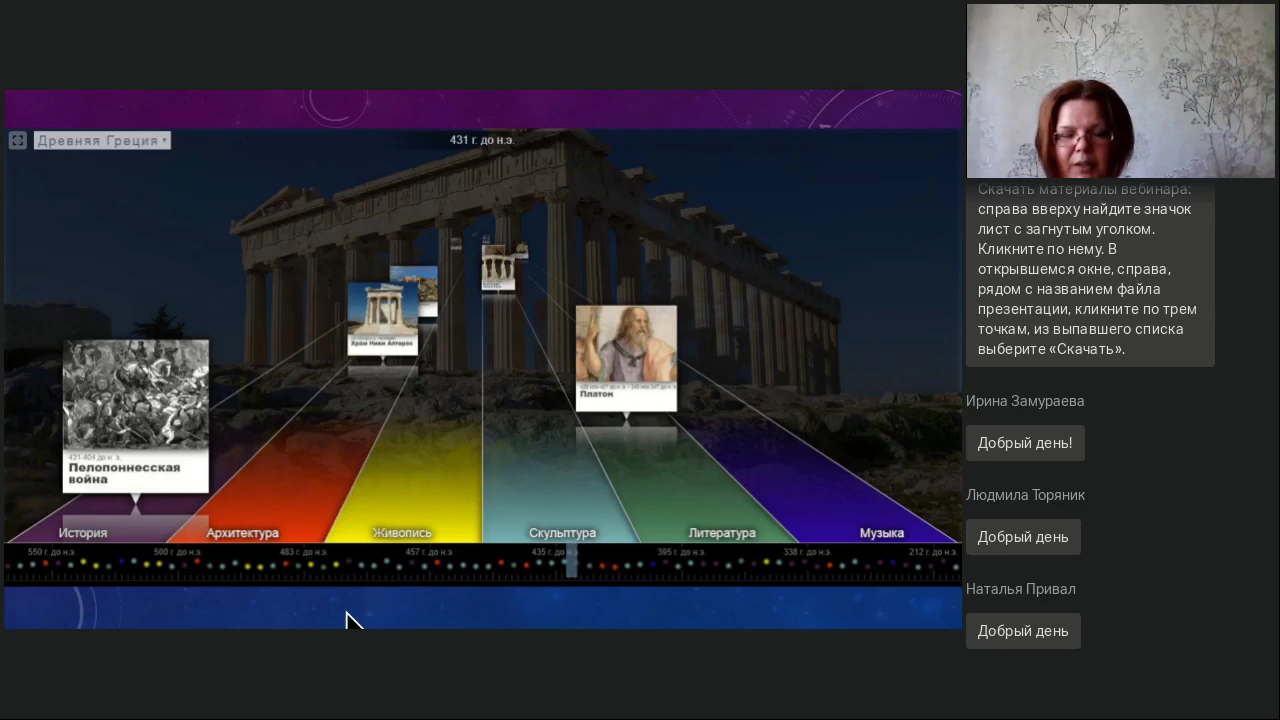 Древняя Греция
431 г. до н.э.
Храм Ники Аптерос
Платон
431-404 до н. э.
Пелопоннесская
война
История
Архитектура
Живопись
Скульптура
Литература
Музыка
550 г. до н.э.
500 г. до н.э.
483 г. до н.э.
457 г. до н.э.
435 г. до н.э.
395 г. до н.э.
338 г. до н.э.
212 г. до н.э.
Скачать материалы вебинара:
справа вверху найдите значок
лист с загнутым уголком.
Кликните по нему. В
открывшемся окне, справа,
рядом с названием файла
презентации, кликните по трем
точкам, из выпавшего списка
выберите «Скачать».
Ирина Замураева
Добрый день!
Людмила Торяник
Добрый день
Наталья Привал
Добрый день